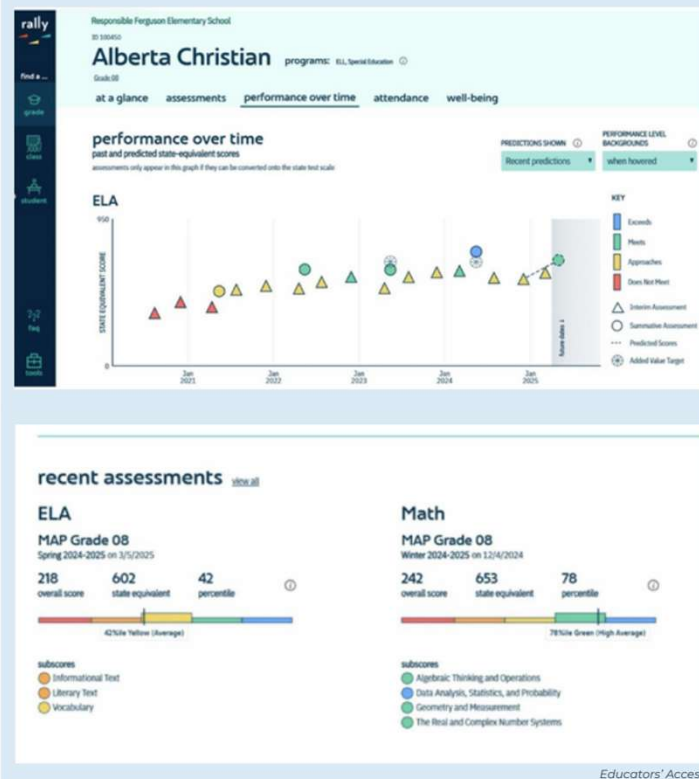 rally
Responsible Ferguson Elementary School
ID 100450
Alberta Christian programs: ELL, Special Education
Grade 08
find a ...
grade
class
student
faq
tools
at a glance assessments performance over time attendance well-being
performance over time
past and predicted state-equivalent scores
assessments only appear in this graph if they can be converted onto the state test scale
PREDICTIONS SHOWN
Recent predictions
PERFORMANCE LEVEL
BACKGROUNDS
when hovered
ELA
950
STATE EQUIVALENT SCORE
0
Jan
2021
Jan
2022
Jan
2023
Jan
2024
Jan
2025
future dates ↓
KEY
Exceeds
Meets
Approaches
Does Not Meet
Interim Assessment
Summative Assessment
Predicted Scores
Added Value Target
recent assessments view all
ELA
MAP Grade 08
Spring 2024-2025 on 3/5/2025
218 602 42
overall score state equivalent percentile
42%ile Yellow (Average)
subscores
Informational Text
Literary Text
Vocabulary
Math
MAP Grade 08
Winter 2024-2025 on 12/4/2024
242 653 78
overall score state equivalent percentile
78%ile Green (High Average)
subscores
Algebraic Thinking and Operations
Data Analysis, Statistics, and Probability
Geometry and Measurement
The Real and Complex Number Systems
Educators' Acces